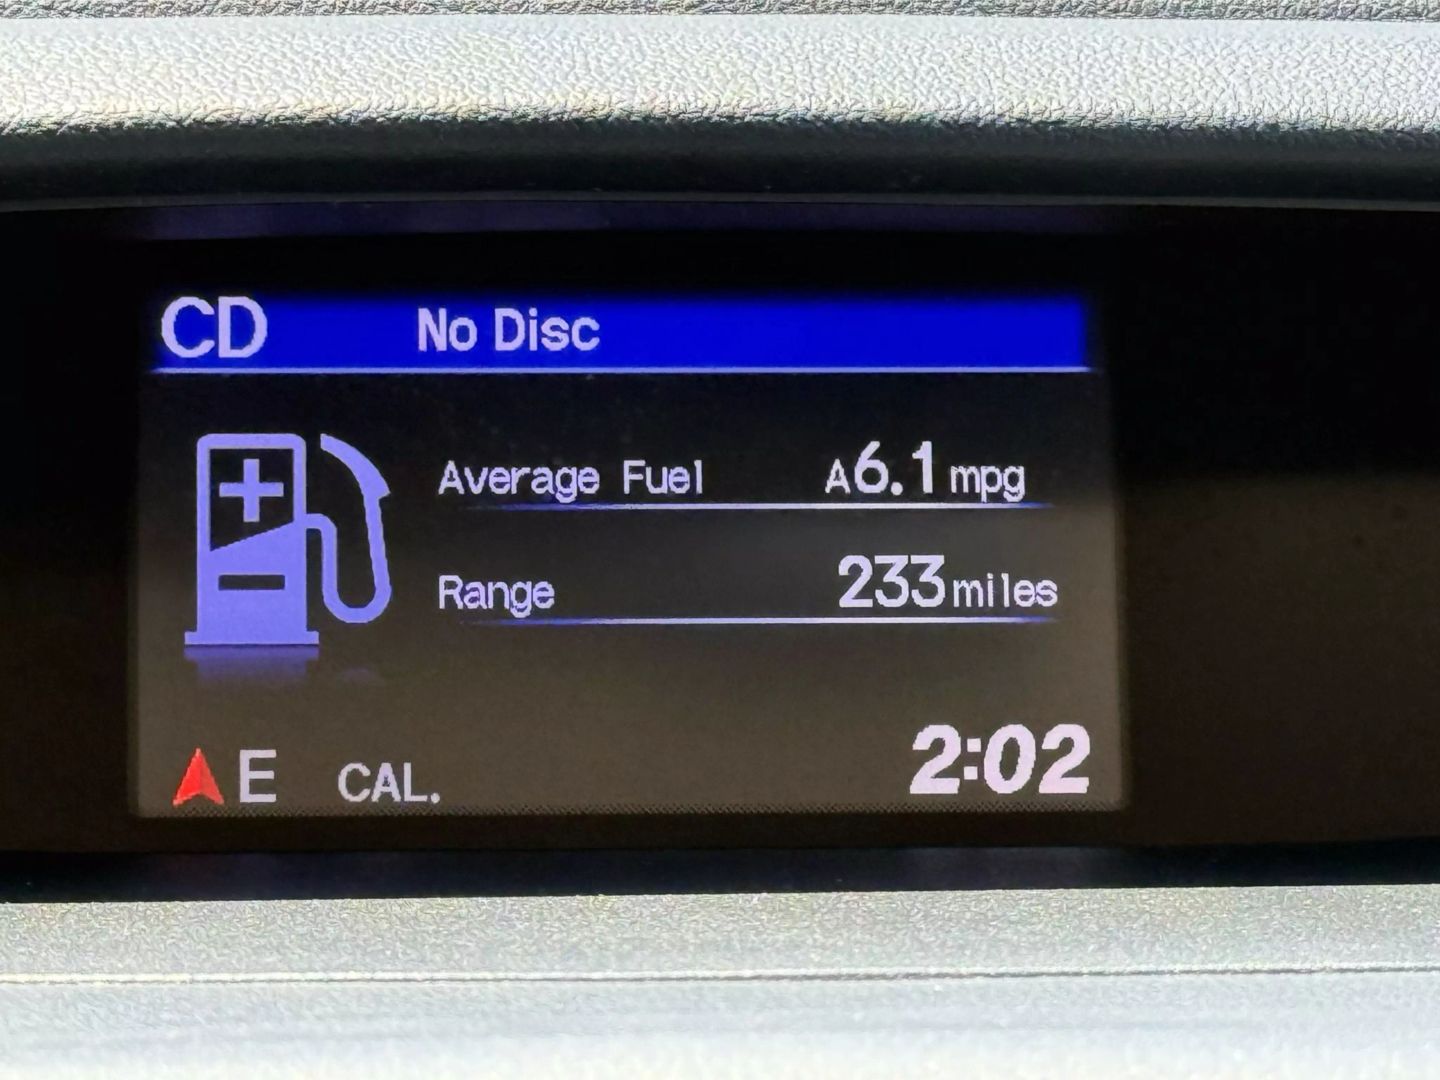 CD No Disc
Average Fuel A6.1 mpg
Range 233 miles
E CAL. 2:02